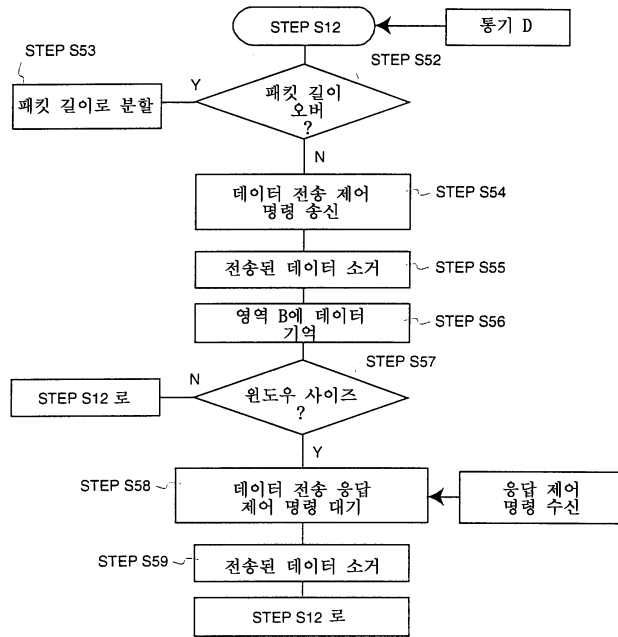 STEP S12
통기 D
STEP S53
STEP S52
Y
패킷 길이로 분할
패킷 길이
오버
?
N
데이터 전송 제어
명령 송신
STEP S54
전송된 데이터 소거
STEP S55
영역 B에 데이터
기억
STEP S56
STEP S57
N
STEP S12 로
윈도우 사이즈
?
Y
STEP S58
데이터 전송 응답
제어 명령 대기
응답 제어
명령 수신
STEP S59
전송된 데이터 소거
STEP S12 로